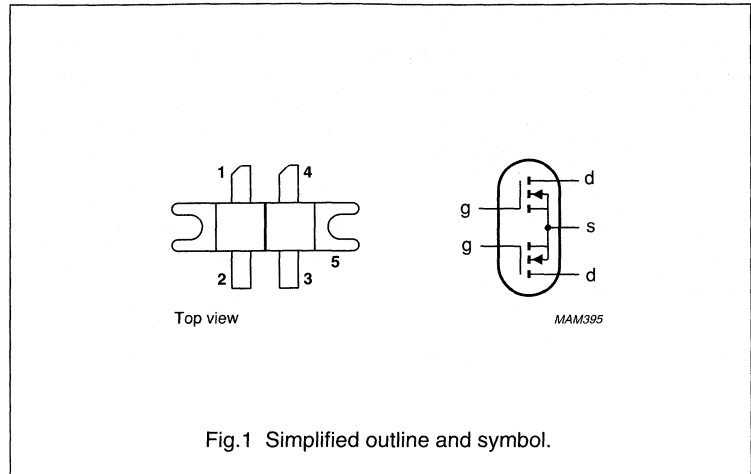 1
4
2
3
5
Top view
d
g
s
g
d
MAM395
Fig.1 Simplified outline and symbol.